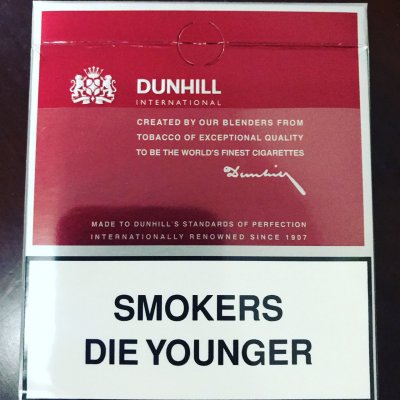 DUNHILL
INTERNATIONAL
CREATED BY OUR BLENDERS FROM
TOBACCO OF EXCEPTIONAL QUALITY
TO BE THE WORLD'S FINEST CIGARETTES
Dunhill
MADE TO DUNHILL'S STANDARDS OF PERFECTION
INTERNATIONALLY RENOWNED SINCE 1907
SMOKERS
DIE YOUNGER